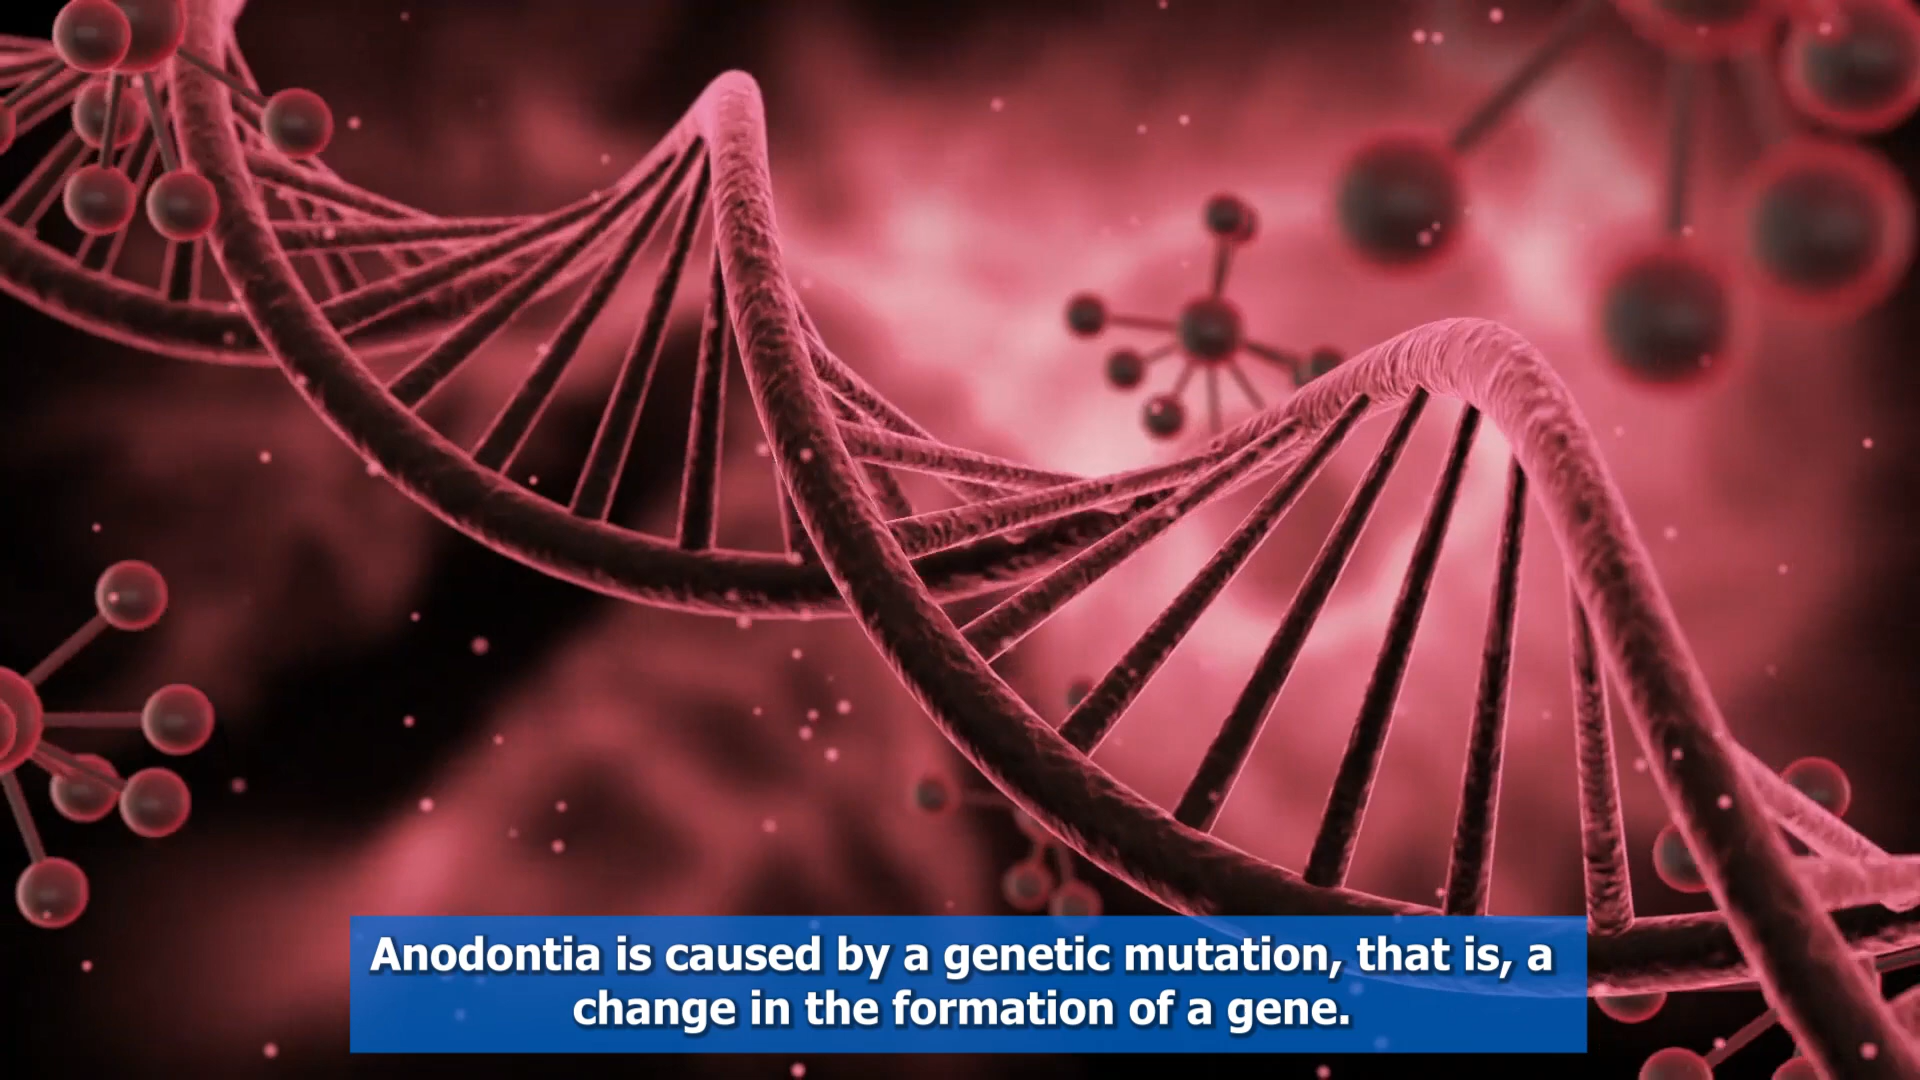 Anodontia is caused by a genetic mutation, that is, a
change in the formation of a gene.